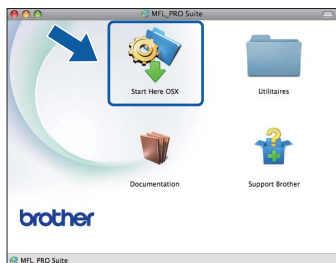 MFL_PRO Suite
Start Here OSX
Utilitaires
Documentation
Support Brother
brother
MFL_PRO Suite